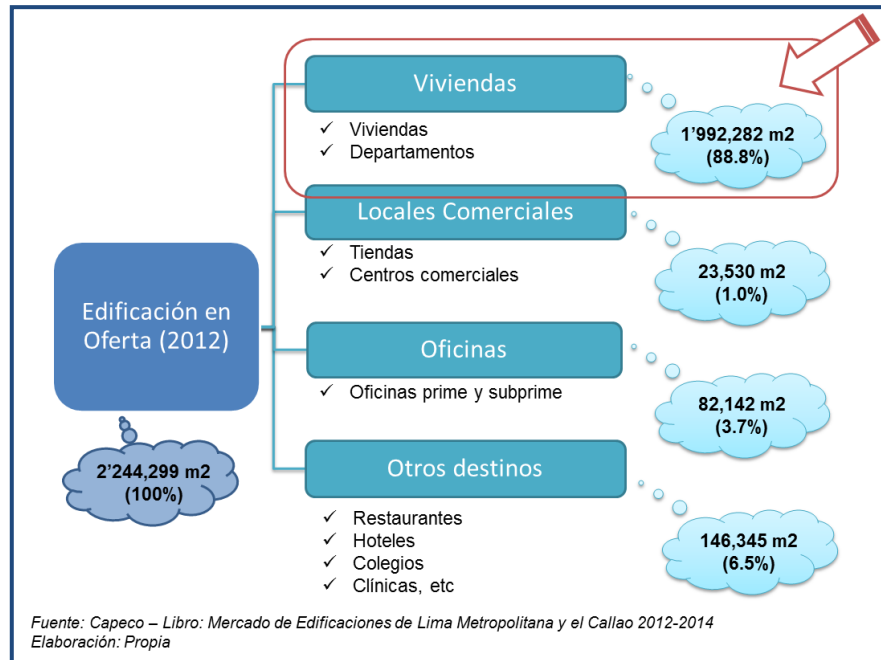 Viviendas
✓ Viviendas
✓ Departamentos
1’992,282 m2
(88.8%)
Locales Comerciales
✓ Tiendas
✓ Centros comerciales
23,530 m2
(1.0%)
Edificación en
Oferta (2012)
2’244,299 m2
(100%)
Oficinas
✓ Oficinas prime y subprime
82,142 m2
(3.7%)
Otros destinos
✓ Restaurantes
✓ Hoteles
✓ Colegios
✓ Clínicas, etc
146,345 m2
(6.5%)
Fuente: Capeco – Libro: Mercado de Edificaciones de Lima Metropolitana y el Callao 2012-2014
Elaboración: Propia